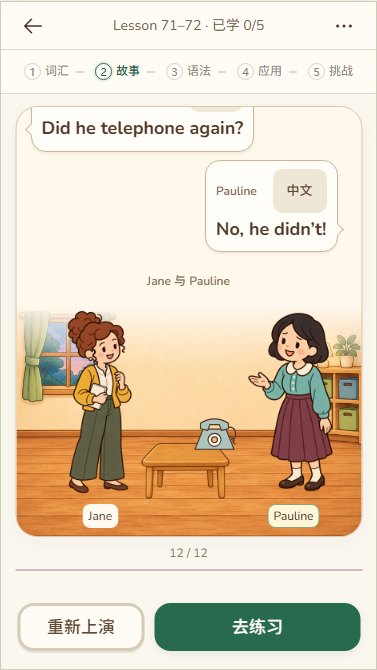 Lesson 71–72 · 已学 0/5
1 词汇 — 2 故事 — 3 语法 — 4 应用 — 5 挑战
Did he telephone again?
Pauline 中文
No, he didn't!
Jane 与 Pauline
Jane
Pauline
12 / 12
重新上演
去练习